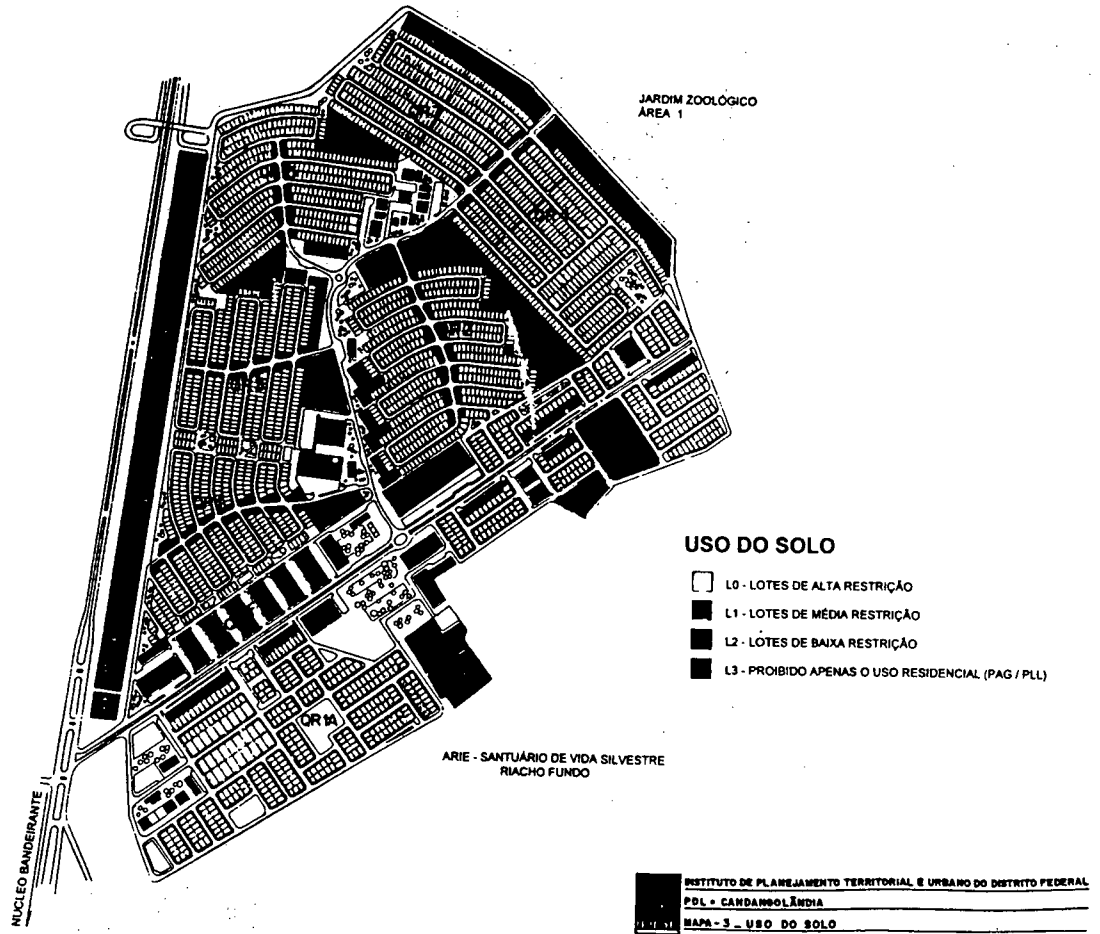 JARDIM ZOOLÓGICO
ÁREA 1
USO DO SOLO
L0 - LOTES DE ALTA RESTRIÇÃO
L1 - LOTES DE MÉDIA RESTRIÇÃO
L2 - LOTES DE BAIXA RESTRIÇÃO
L3 - PROIBIDO APENAS O USO RESIDENCIAL (PAG / PLL)
QR 1A
ARIE - SANTUÁRIO DE VIDA SILVESTRE
RIACHO FUNDO
NUCLEO BANDEIRANTE
INSTITUTO DE PLANEJAMENTO TERRITORIAL E URBANO DO DISTRITO FEDERAL
PDL - CANDANGOLÂNDIA
MAPA - 3 _ USO DO SOLO